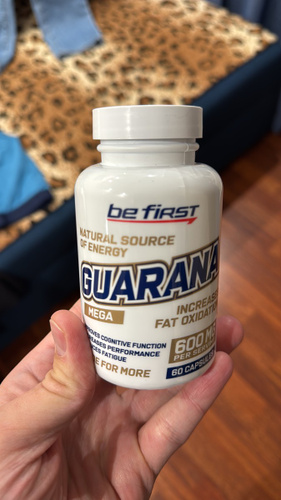 be first
NATURAL SOURCE
OF ENERGY
GUARANA
MEGA
INCREASE
FAT OXIDATION
600 MG
PER
COGNITIVE FUNCTION
PERFORMANCE
FATIGUE
FOR MORE
60 CAPSULES